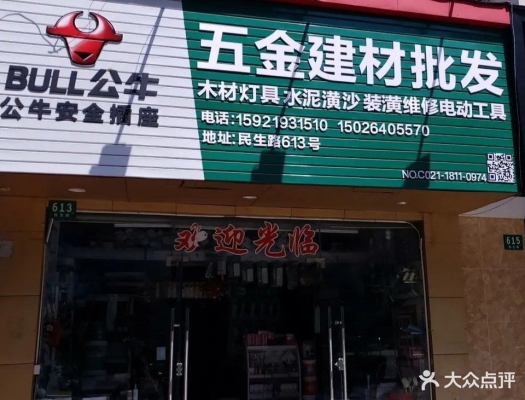 BULL公牛
公牛安全插座
五金建材批发
木材灯具 水泥潢沙 装潢维修电动工具
电话:15921931510 15026405570
地址:民生路613号
NO.C021-1811-0974
613
615
欢迎光临
大众点评